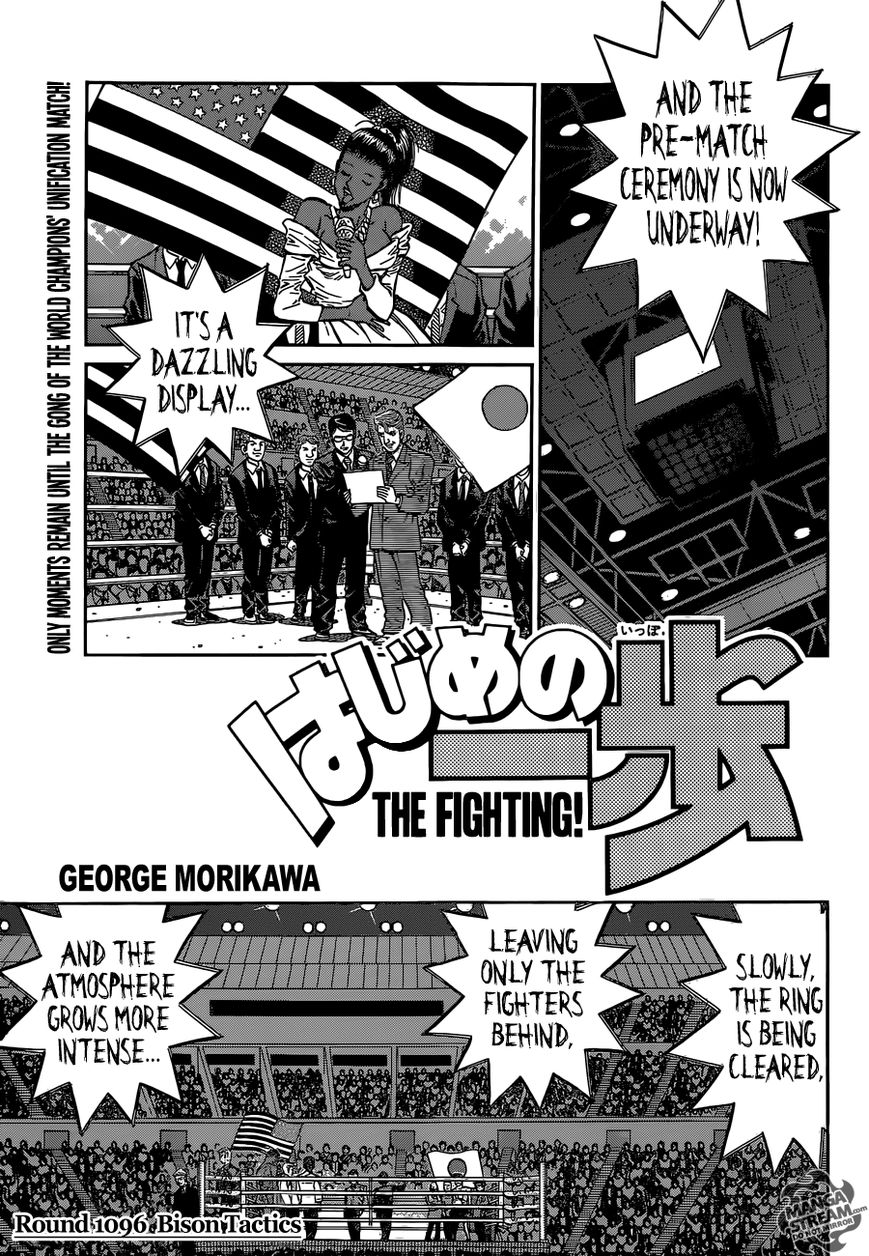 AND THE
PRE-MATCH
CEREMONY IS NOW
UNDERWAY!
ONLY MOMENTS REMAIN UNTIL THE GONG OF THE WORLD CHAMPIONS' UNIFICATION MATCH!
IT'S A
DAZZLING
DISPLAY...
いっぽ
はじめの一歩
THE FIGHTING!
GEORGE MORIKAWA
SLOWLY,
THE RING
IS BEING
CLEARED,
LEAVING
ONLY THE
FIGHTERS
BEHIND,
AND THE
ATMOSPHERE
GROWS MORE
INTENSE...
Round 1096. Bison Tactics
MANGA
STREAM.com